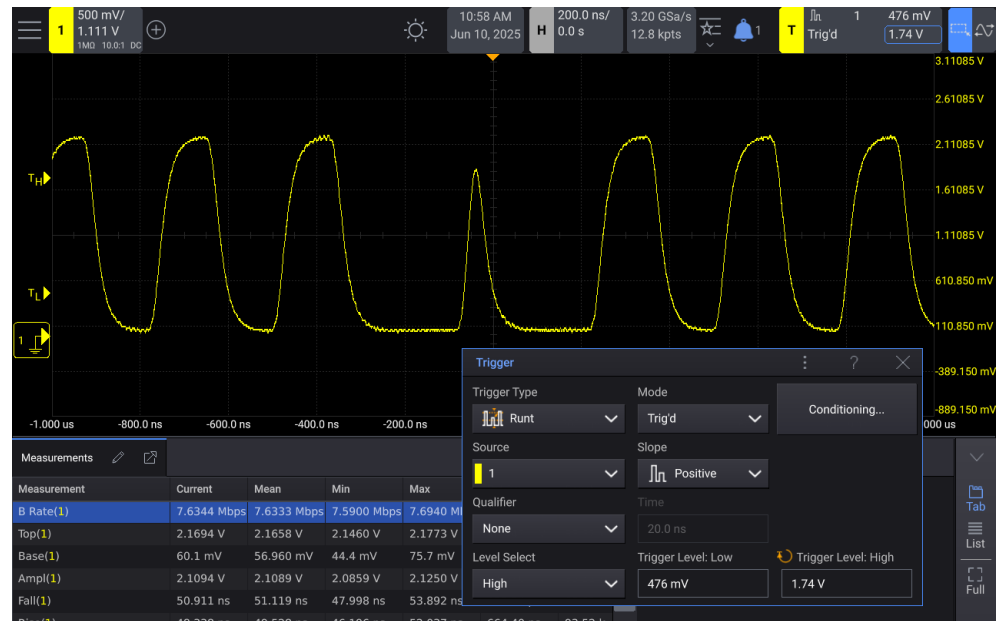 1
500 mV/
1.111 V
1MΩ 10.0:1 DC
10:58 AM
Jun 10, 2025
H
200.0 ns/
0.0 s
3.20 GSa/s
12.8 kpts
1
T
1
476 mV
Trig'd
1.74 V
3.11085 V
2.61085 V
2.11085 V
TH
1.61085 V
1.11085 V
TL
610.850 mV
1
110.850 mV
-389.150 mV
-889.150 mV
-1.000 us
-800.0 ns
-600.0 ns
-400.0 ns
-200.0 ns
000 us
Trigger
?
Trigger Type
Mode
Runt
Trig'd
Conditioning...
Source
Slope
1
Positive
Qualifier
Time
None
20.0 ns
Level Select
Trigger Level: Low
Trigger Level: High
High
476 mV
1.74 V
Measurements
Measurement Current Mean Min Max
B Rate(1) 7.6344 Mbps 7.6333 Mbps 7.5900 Mbps 7.6940 M
Top(1) 2.1694 V 2.1658 V 2.1460 V 2.1773 V
Base(1) 60.1 mV 56.960 mV 44.4 mV 75.7 mV
Ampl(1) 2.1094 V 2.1089 V 2.0859 V 2.1250 V
Fall(1) 50.911 ns 51.119 ns 47.998 ns 53.892 ns
Tab
List
Full